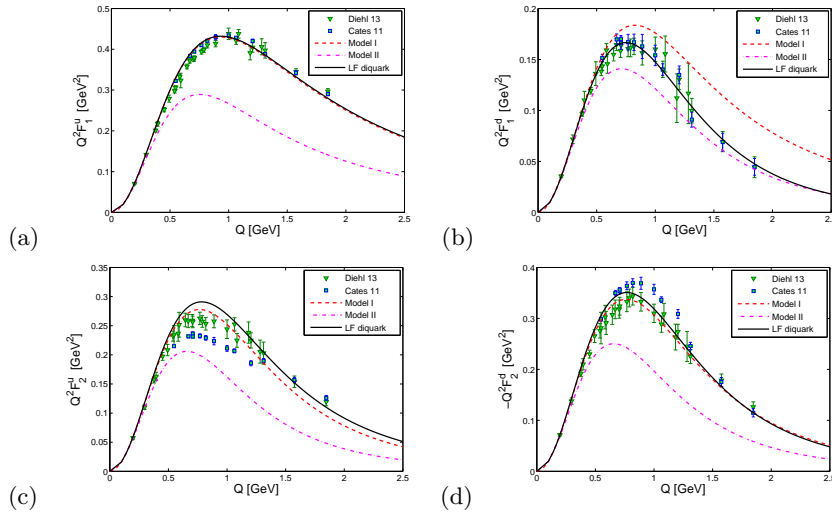 0.5
0.4
0.3
0.2
0.1
0
0 0.5 1 1.5 2 2.5
Q [GeV]
Q²F₁ᵘ [GeV²]
Diehl 13
Cates 11
Model I
Model II
LF diquark
(a)
0.2
0.15
0.1
0.05
0
0 0.5 1 1.5 2 2.5
Q [GeV]
Q²F₁ᵈ [GeV²]
Diehl 13
Cates 11
Model I
Model II
LF diquark
(b)
0.35
0.3
0.25
0.2
0.15
0.1
0.05
0
0 0.5 1 1.5 2 2.5
Q [GeV]
Q²F₂ᵘ [GeV²]
Diehl 13
Cates 11
Model I
Model II
LF diquark
(c)
0.4
0.3
0.2
0.1
0
0 0.5 1 1.5 2 2.5
Q [GeV]
−Q²F₂ᵈ [GeV²]
Diehl 13
Cates 11
Model I
Model II
LF diquark
(d)